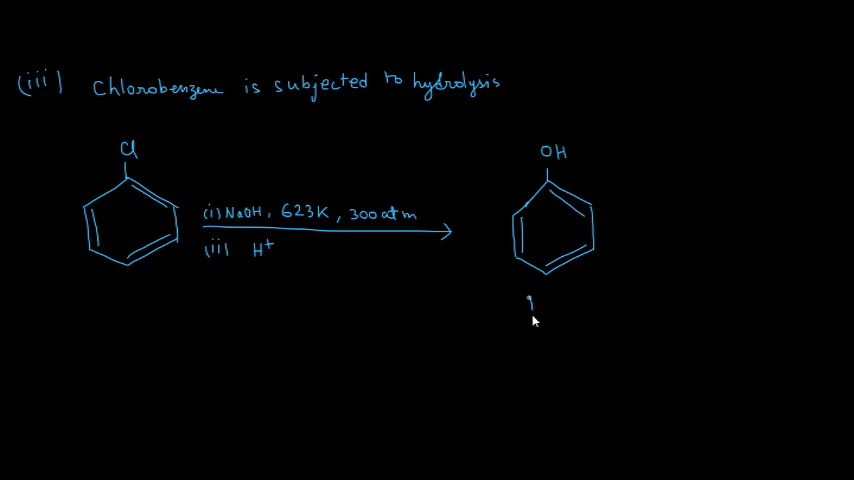 (iii) Chlorobenzene is subjected to hydrolysis
Cl
OH
(i) NaOH, 623K, 300 atm
(ii) H+